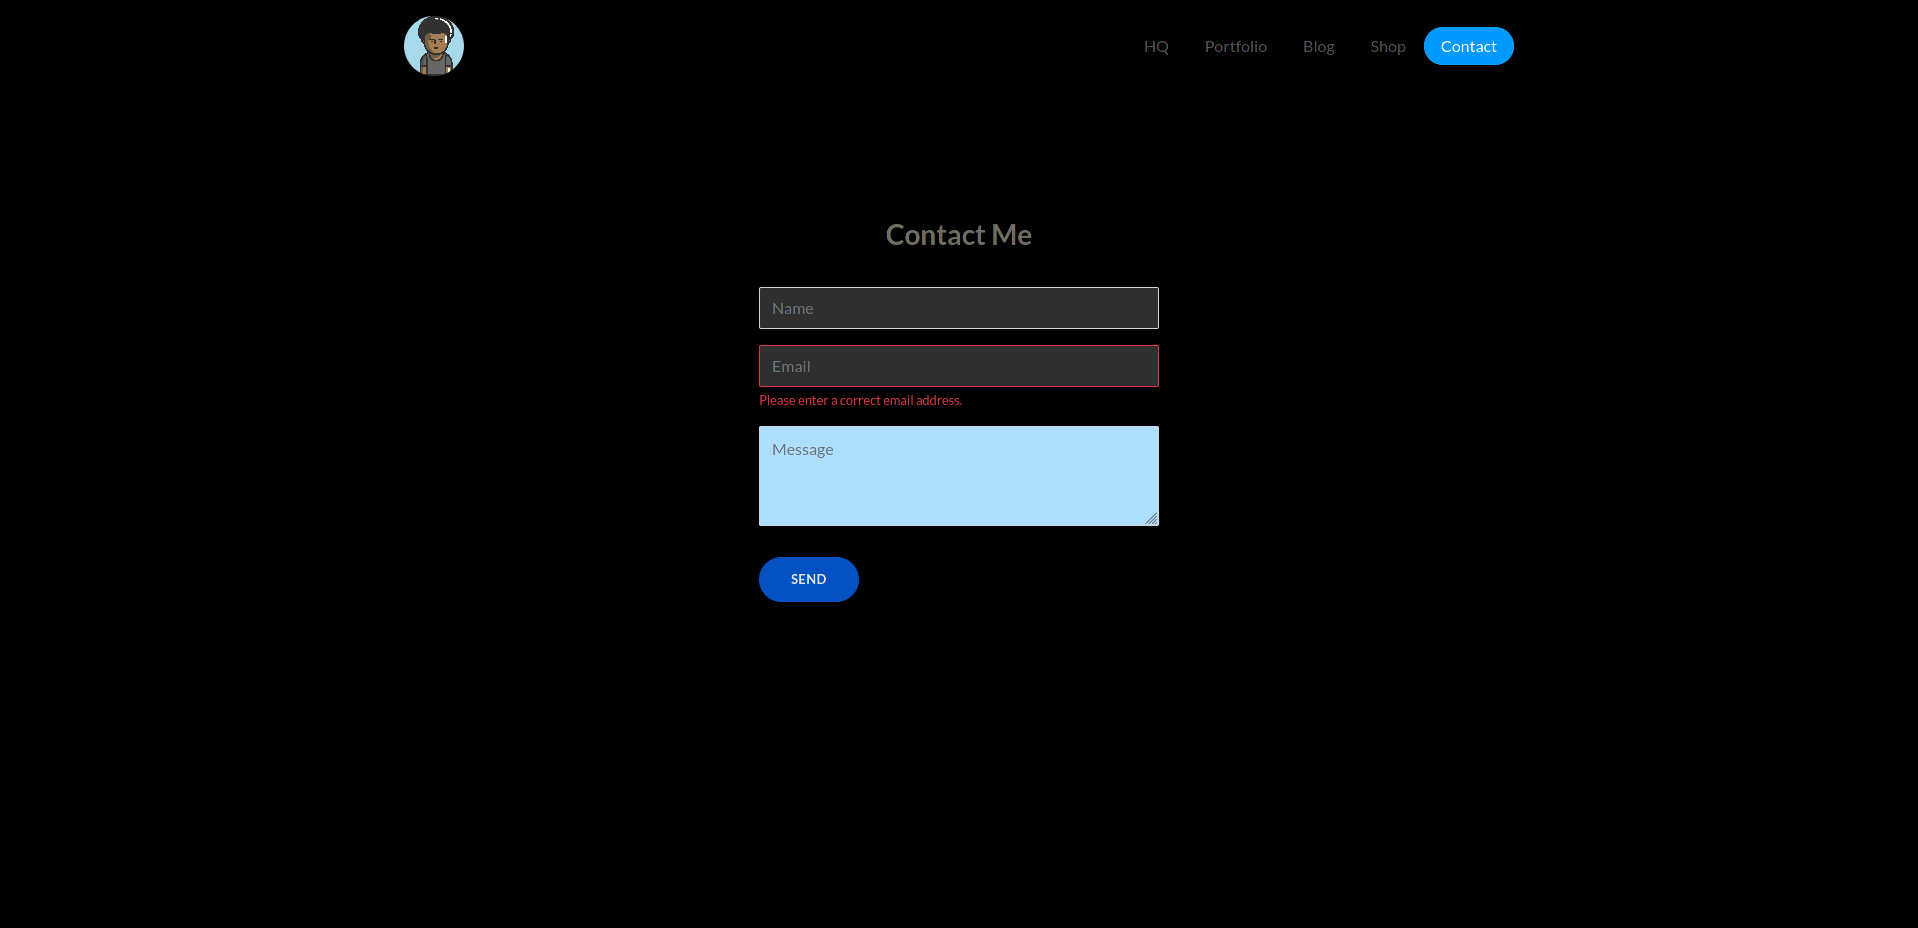 HQ Portfolio Blog Shop Contact
Contact Me
Name
Email
Please enter a correct email address.
Message
SEND